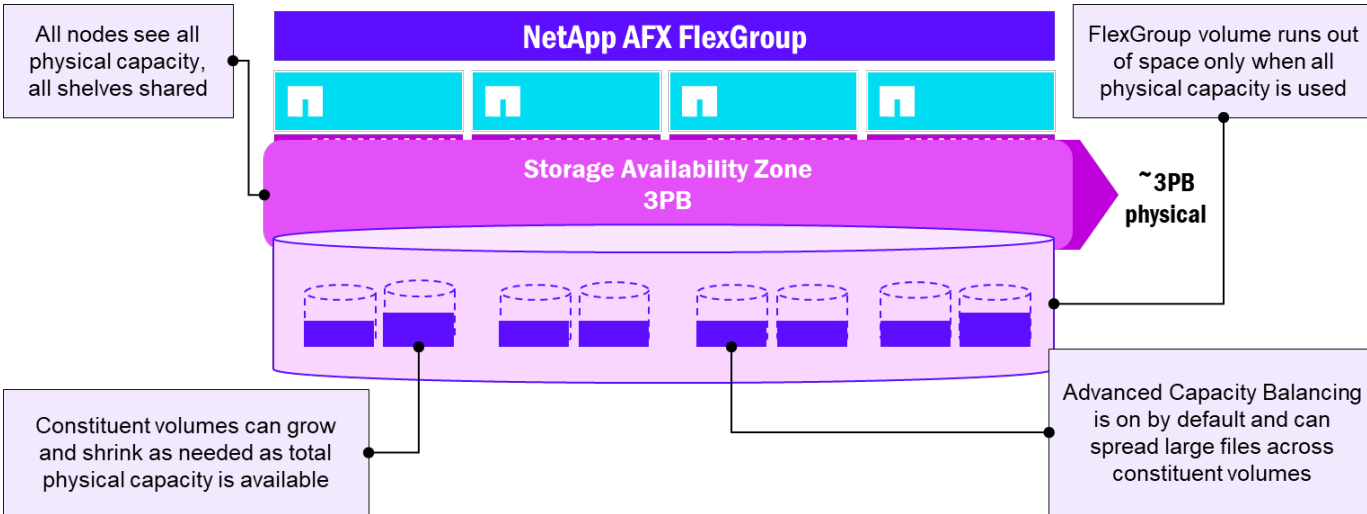 All nodes see all
physical capacity,
all shelves shared
NetApp AFX FlexGroup
FlexGroup volume runs out
of space only when all
physical capacity is used
Storage Availability Zone
3PB
~3PB
physical
Constituent volumes can grow
and shrink as needed as total
physical capacity is available
Advanced Capacity Balancing
is on by default and can
spread large files across
constituent volumes